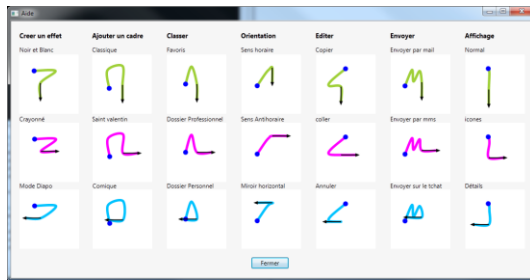 Aide
Creer un effet Ajouter un cadre Classer Orientation Editer Envoyer Affichage
Noir et Blanc Classique Favoris Sens horaire Copier Envoyer par mail Normal
Crayonné Saint valentin Dossier Professionnel Sens Antihoraire coller Envoyer par mms icones
Mode Diapo Comique Dossier Personnel Miroir horizontal Annuler Envoyer sur le tchat Détails
Fermer